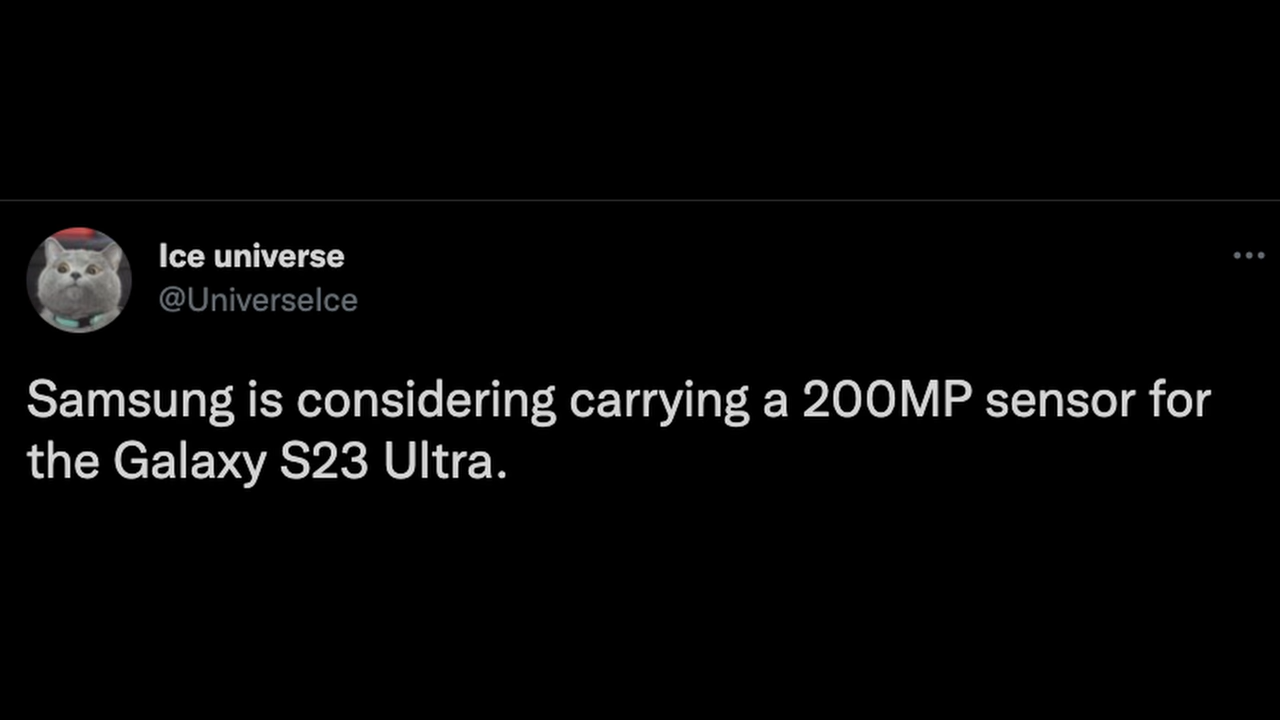 Ice universe
@UniverseIce
Samsung is considering carrying a 200MP sensor for
the Galaxy S23 Ultra.